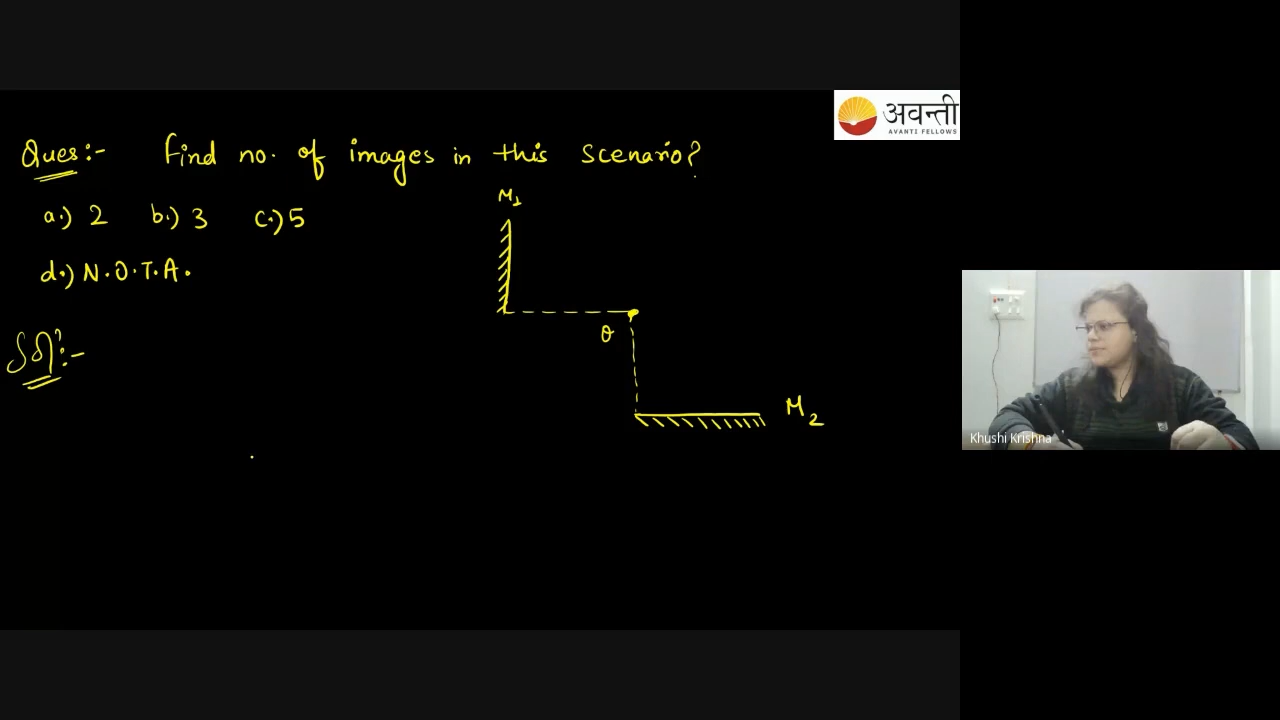 अवन्ती
AVANTI FELLOWS
Ques:- Find no. of images in this scenario?
a.) 2 b.) 3 c.) 5
d.) N.O.T.A.
M1
O
M2
Sol?:-
Khushi Krishna